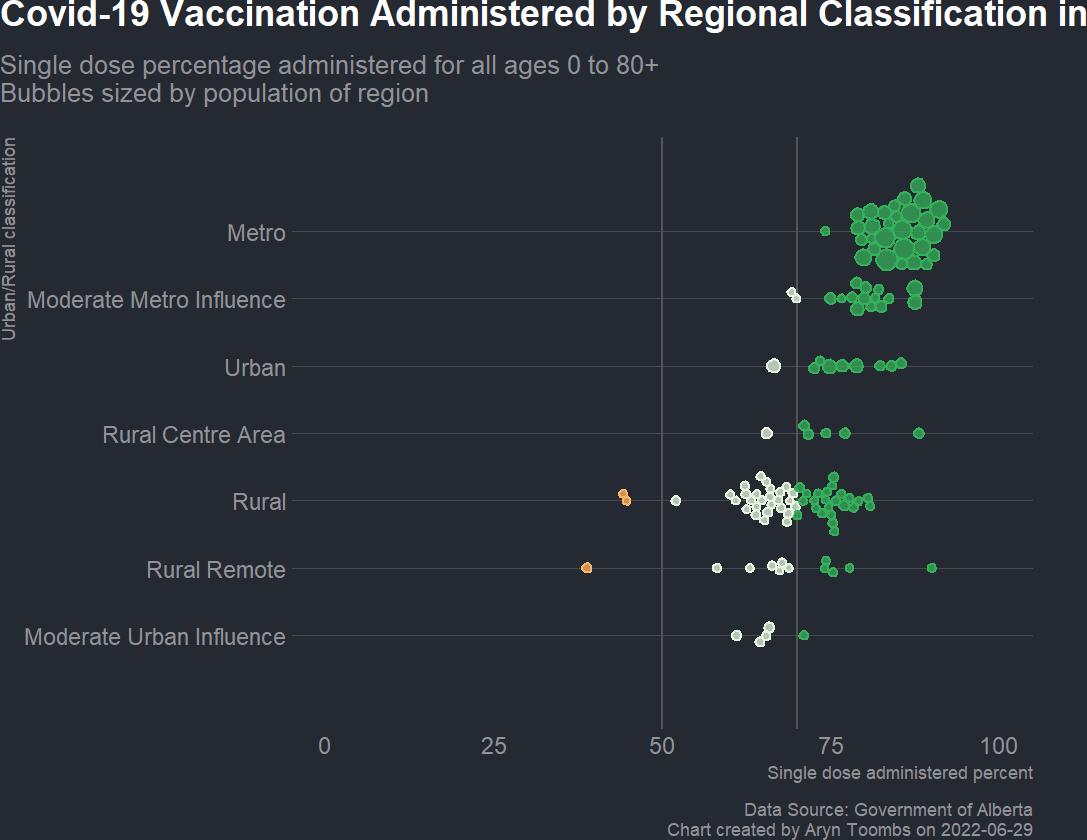 Covid-19 Vaccination Administered by Regional Classification in
Single dose percentage administered for all ages 0 to 80+
Bubbles sized by population of region
Urban/Rural classification
Metro
Moderate Metro Influence
Urban
Rural Centre Area
Rural
Rural Remote
Moderate Urban Influence
0 25 50 75 100
Single dose administered percent
Data Source: Government of Alberta
Chart created by Aryn Toombs on 2022-06-29